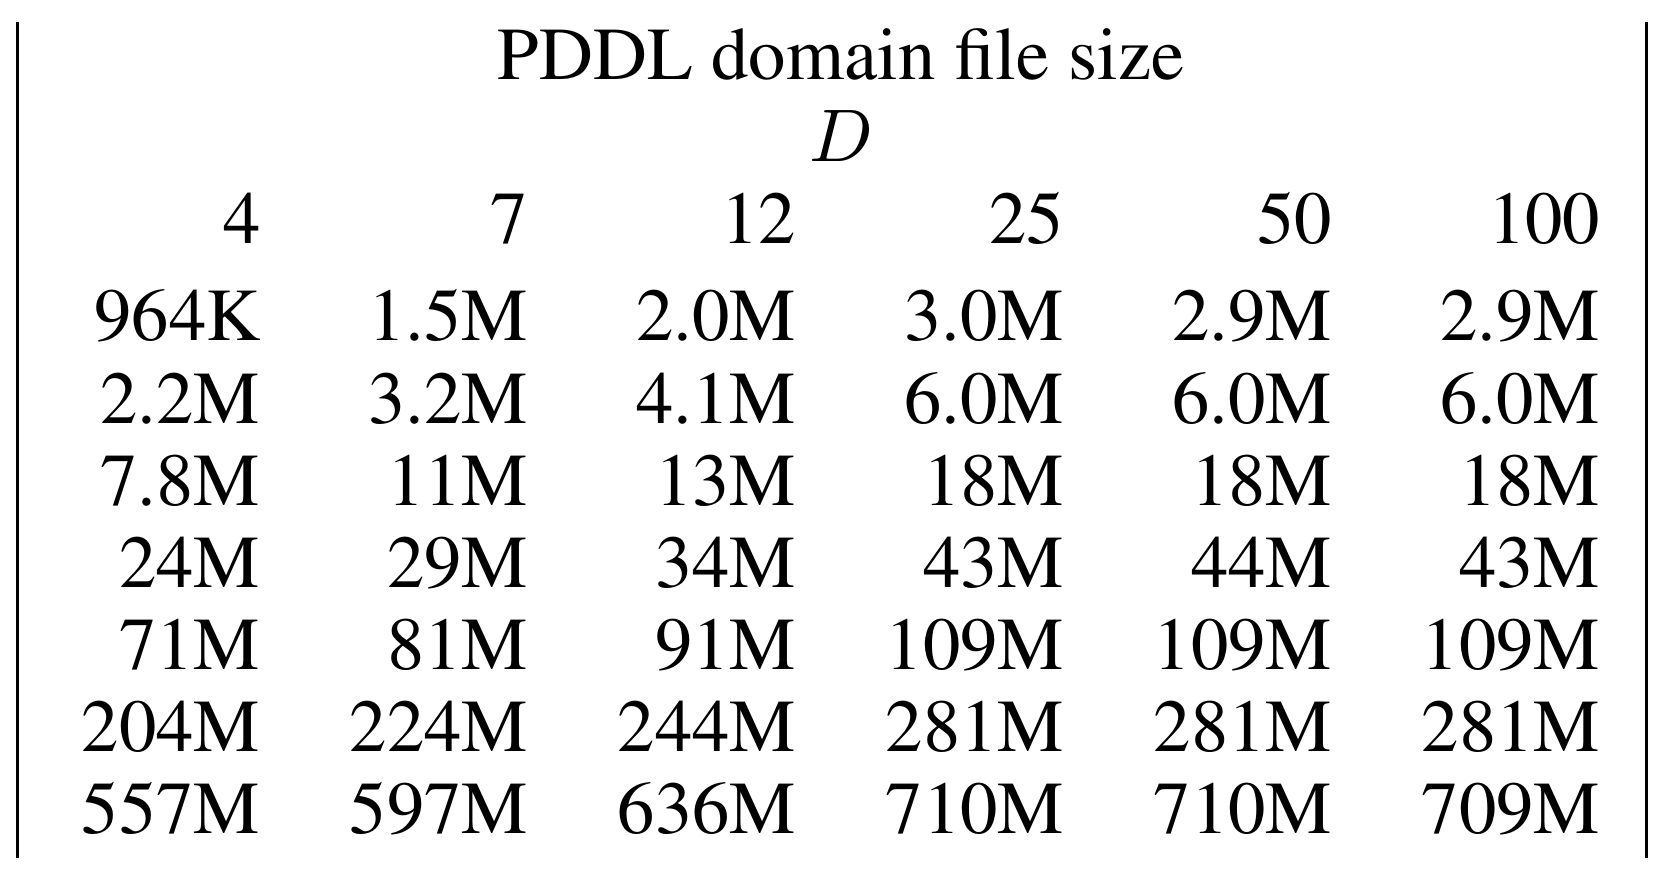 PDDL domain file size
D
4 7 12 25 50 100
964K 1.5M 2.0M 3.0M 2.9M 2.9M
2.2M 3.2M 4.1M 6.0M 6.0M 6.0M
7.8M 11M 13M 18M 18M 18M
24M 29M 34M 43M 44M 43M
71M 81M 91M 109M 109M 109M
204M 224M 244M 281M 281M 281M
557M 597M 636M 710M 710M 709M